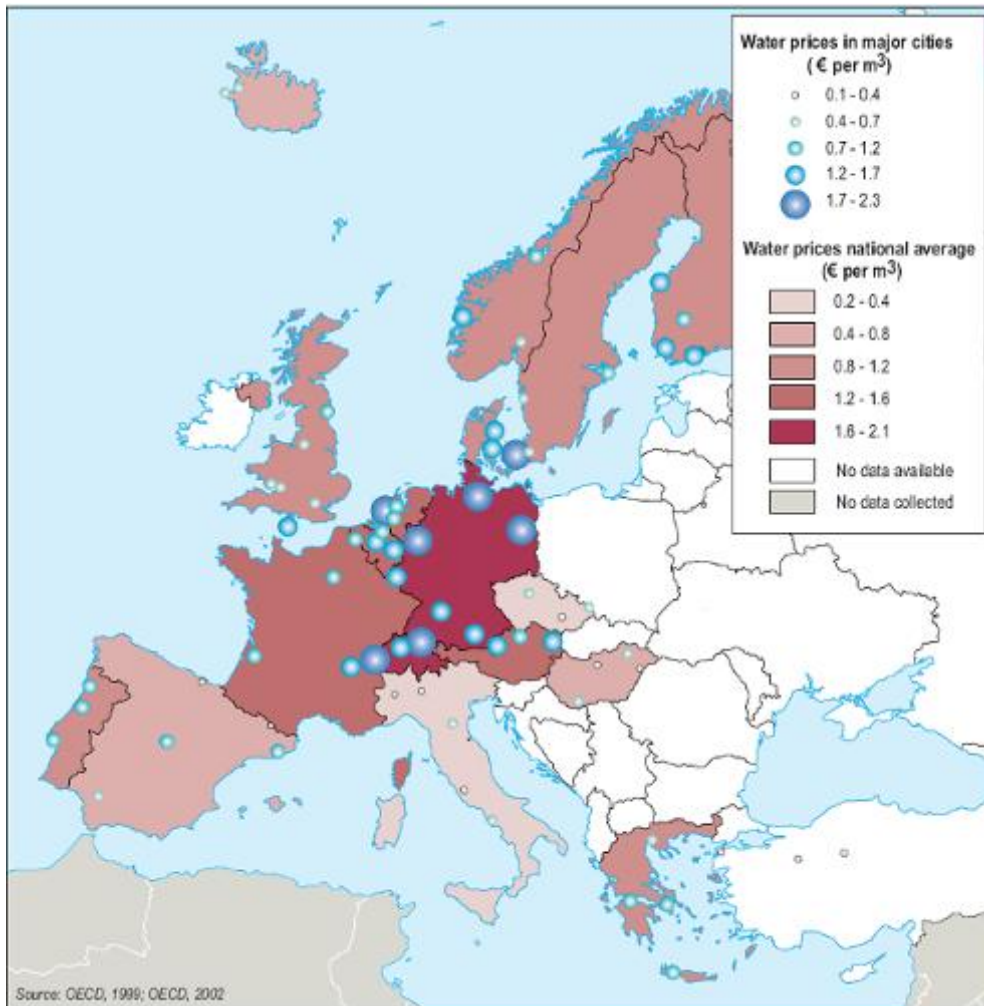 Water prices in major cities
(€ per m³)
0.1 - 0.4
0.4 - 0.7
0.7 - 1.2
1.2 - 1.7
1.7 - 2.3
Water prices national average
(€ per m³)
0.2 - 0.4
0.4 - 0.8
0.8 - 1.2
1.2 - 1.6
1.6 - 2.1
No data available
No data collected
Source: OECD, 1999; OECD, 2002